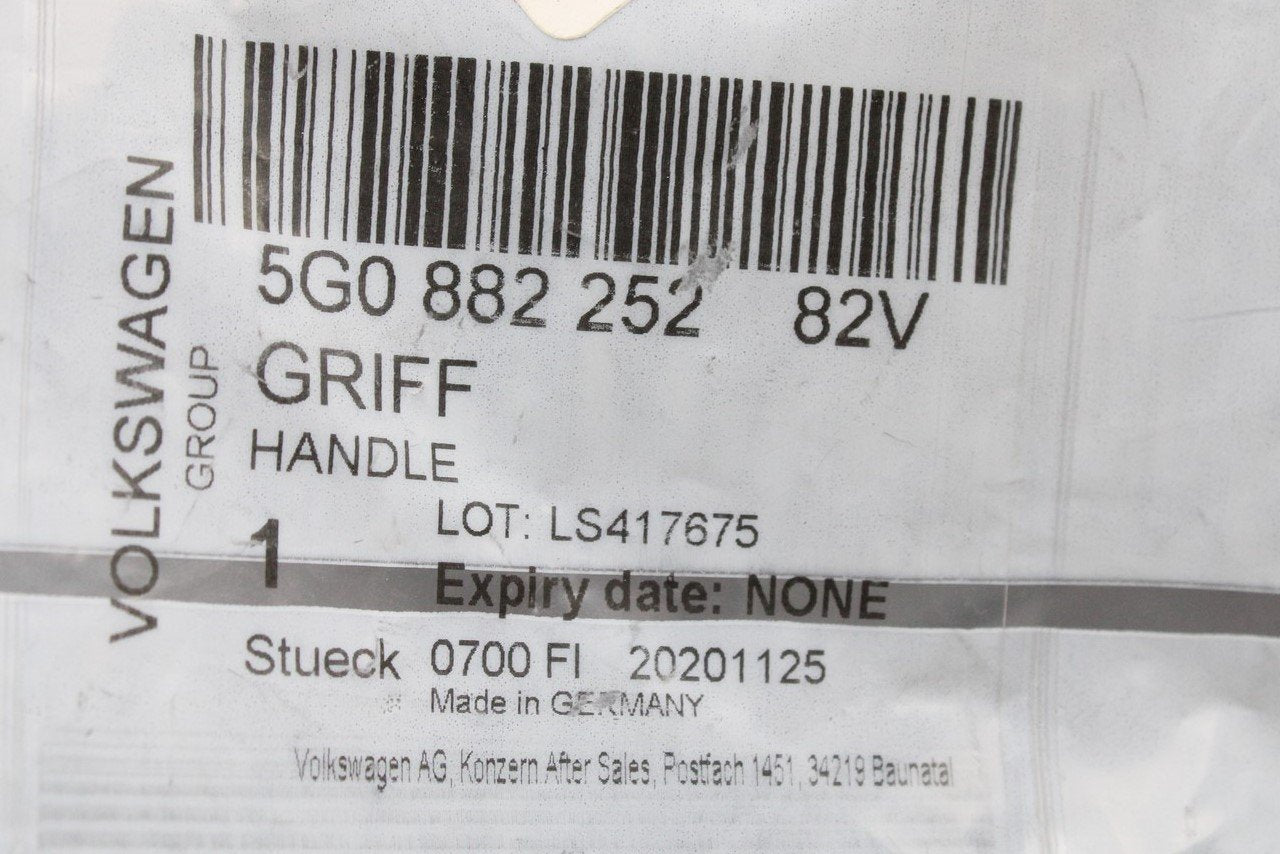 VOLKSWAGEN
GROUP
5G0 882 252 82V
GRIFF
HANDLE
LOT: LS417675
1 Expiry date: NONE
Stueck 0700 FI 20201125
Made in GERMANY
Volkswagen AG, Konzern After Sales, Postfach 1451, 34219 Baunatal